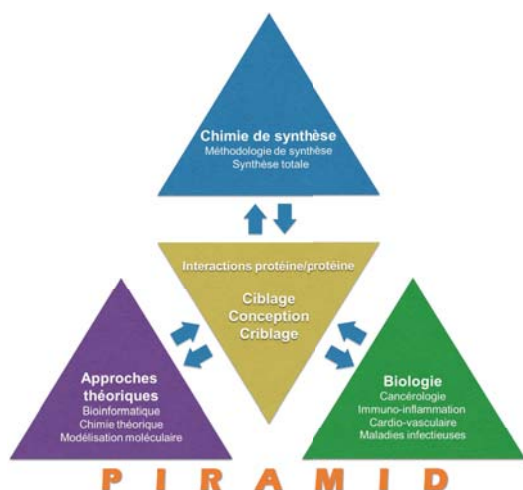 Chimie de synthèse
Méthodologie de synthèse
Synthèse totale
Interactions protéine/protéine
Ciblage
Conception
Criblage
Approches
théoriques
Bioinformatique
Chimie théorique
Modélisation moléculaire
Biologie
Cancérologie
Immuno-inflammation
Cardio-vasculaire
Maladies infectieuses
PIRAMID